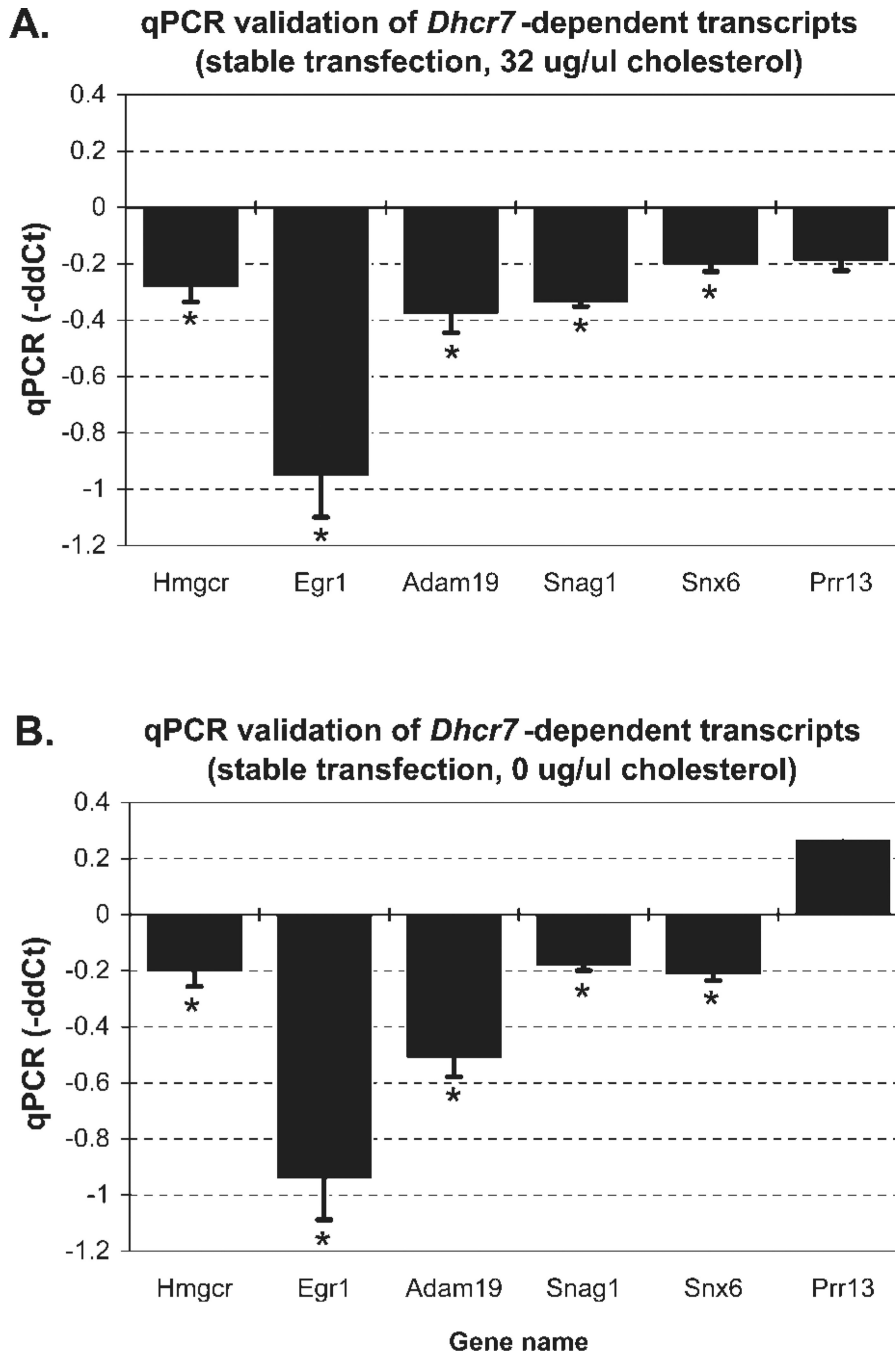 A.
qPCR validation of Dhcr7-dependent transcripts
(stable transfection, 32 ug/ul cholesterol)
qPCR (-ddCt)
0.4
0.2
0
-0.2
-0.4
-0.6
-0.8
-1
-1.2
* * * * *
Hmgcr Egr1 Adam19 Snag1 Snx6 Prr13
B.
qPCR validation of Dhcr7-dependent transcripts
(stable transfection, 0 ug/ul cholesterol)
qPCR (-ddCt)
0.4
0.2
0
-0.2
-0.4
-0.6
-0.8
-1
-1.2
* * * * *
Hmgcr Egr1 Adam19 Snag1 Snx6 Prr13
Gene name